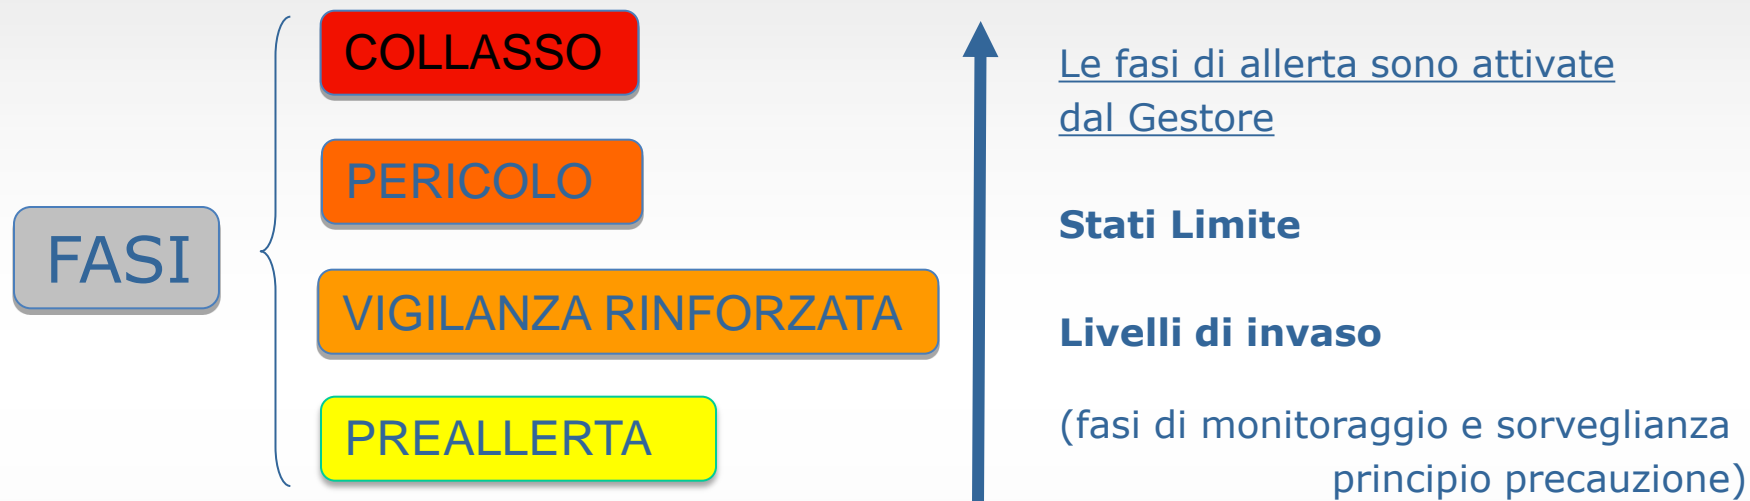 FASI
COLLASSO
PERICOLO
VIGILANZA RINFORZATA
PREALLERTA
Le fasi di allerta sono attivate
dal Gestore
Stati Limite
Livelli di invaso
(fasi di monitoraggio e sorveglianza
principio precauzione)